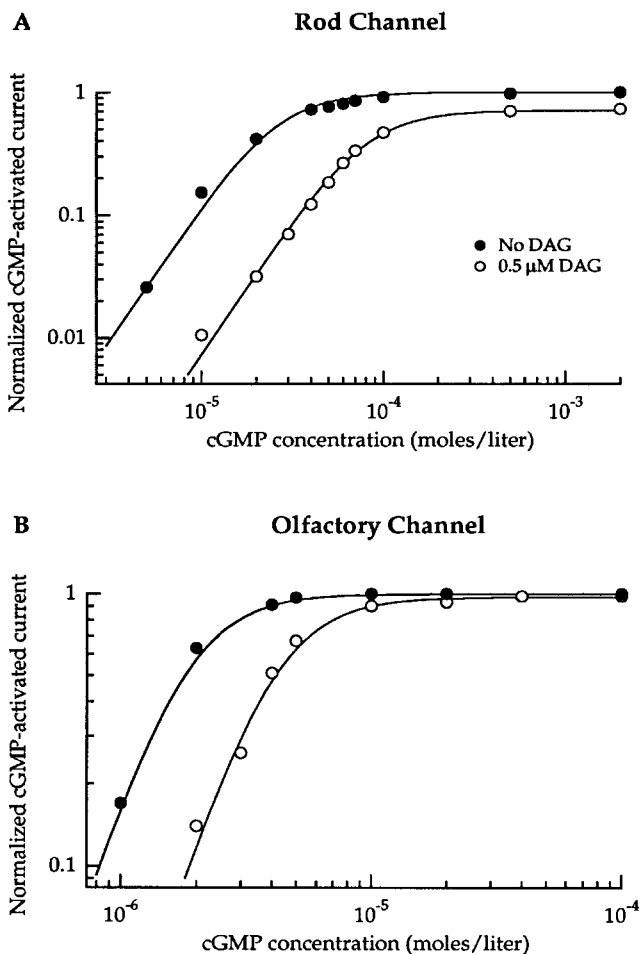 A
Rod Channel
Normalized cGMP-activated current
1
0.1
0.01
● No DAG
○ 0.5 μM DAG
10⁻⁵
10⁻⁴
10⁻³
cGMP concentration (moles/liter)
B
Olfactory Channel
Normalized cGMP-activated current
1
0.1
10⁻⁶
10⁻⁵
10⁻⁴
cGMP concentration (moles/liter)